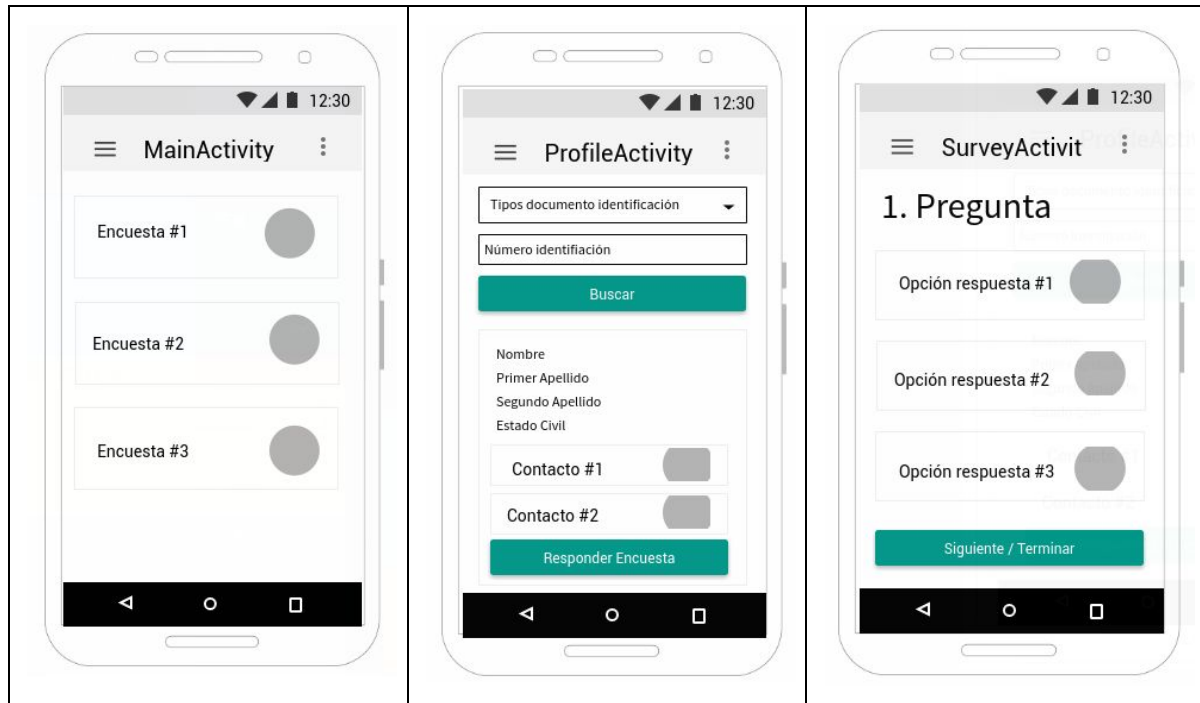 12:30
MainActivity
Encuesta #1
Encuesta #2
Encuesta #3
12:30
ProfileActivity
Tipos documento identificación
Número identifiación
Buscar
Nombre
Primer Apellido
Segundo Apellido
Estado Civil
Contacto #1
Contacto #2
Responder Encuesta
12:30
SurveyActivit
1. Pregunta
Opción respuesta #1
Opción respuesta #2
Opción respuesta #3
Siguiente / Terminar